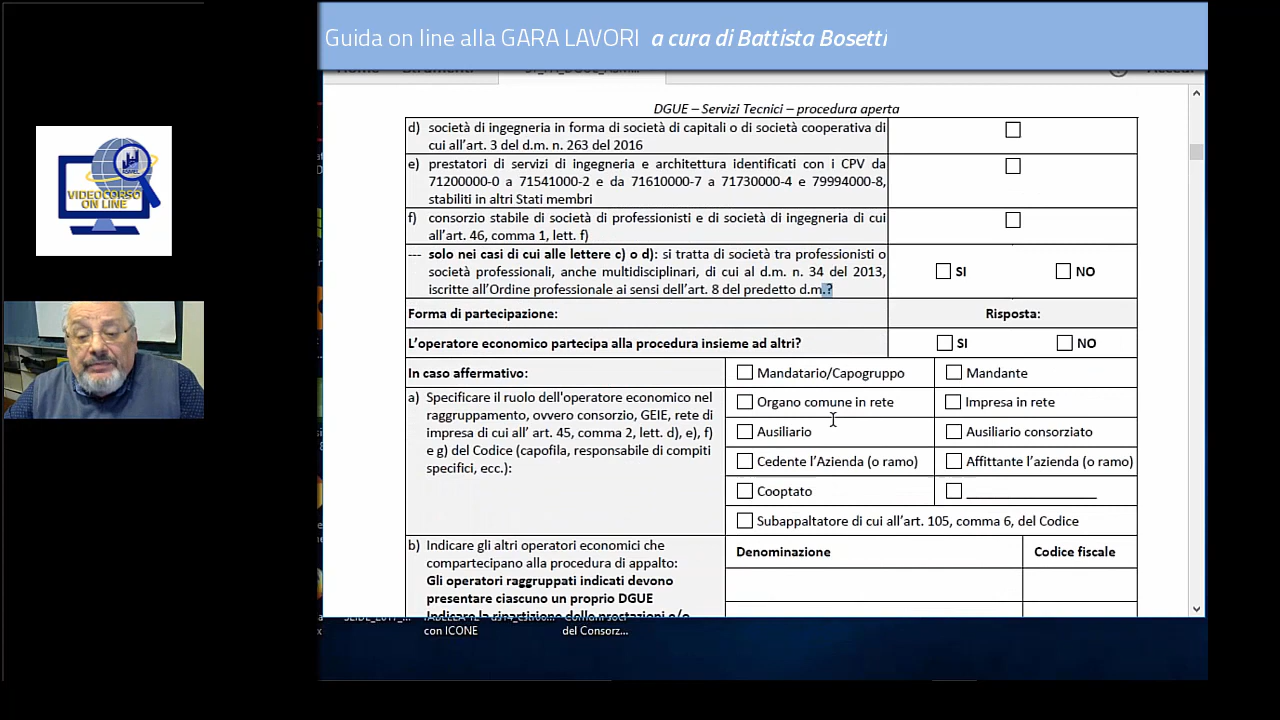 Guida on line alla GARA LAVORI a cura di Battista Bosetti
VIDEOCORSO
ON LINE
DGUE – Servizi Tecnici – procedura aperta
d) società di ingegneria in forma di società di capitali o di società cooperativa di
cui all'art. 3 del d.m. n. 263 del 2016
e) prestatori di servizi di ingegneria e architettura identificati con i CPV da
71200000-0 a 71541000-2 e da 71610000-7 a 71730000-4 e 79994000-8,
stabiliti in altri Stati membri
f) consorzio stabile di società di professionisti e di società di ingegneria di cui
all'art. 46, comma 1, lett. f)
--- solo nei casi di cui alle lettere c) o d): si tratta di società tra professionisti o
società professionali, anche multidisciplinari, di cui al d.m. n. 34 del 2013,
iscritte all'Ordine professionale ai sensi dell'art. 8 del predetto d.m.?
SI NO
Forma di partecipazione: Risposta:
L'operatore economico partecipa alla procedura insieme ad altri? SI NO
In caso affermativo: Mandatario/Capogruppo Mandante
a) Specificare il ruolo dell'operatore economico nel
raggruppamento, ovvero consorzio, GEIE, rete di
impresa di cui all' art. 45, comma 2, lett. d), e), f)
e g) del Codice (capofila, responsabile di compiti
specifici, ecc.):
Organo comune in rete Impresa in rete
Ausiliario Ausiliario consorziato
Cedente l'Azienda (o ramo) Affittante l'azienda (o ramo)
Cooptato
Subappaltatore di cui all'art. 105, comma 6, del Codice
b) Indicare gli altri operatori economici che
compartecipano alla procedura di appalto:
Gli operatori raggruppati indicati devono
presentare ciascuno un proprio DGUE
Indicare la ripartizione delle prestazioni e/o
Denominazione Codice fiscale
con ICONE
del Consorz...